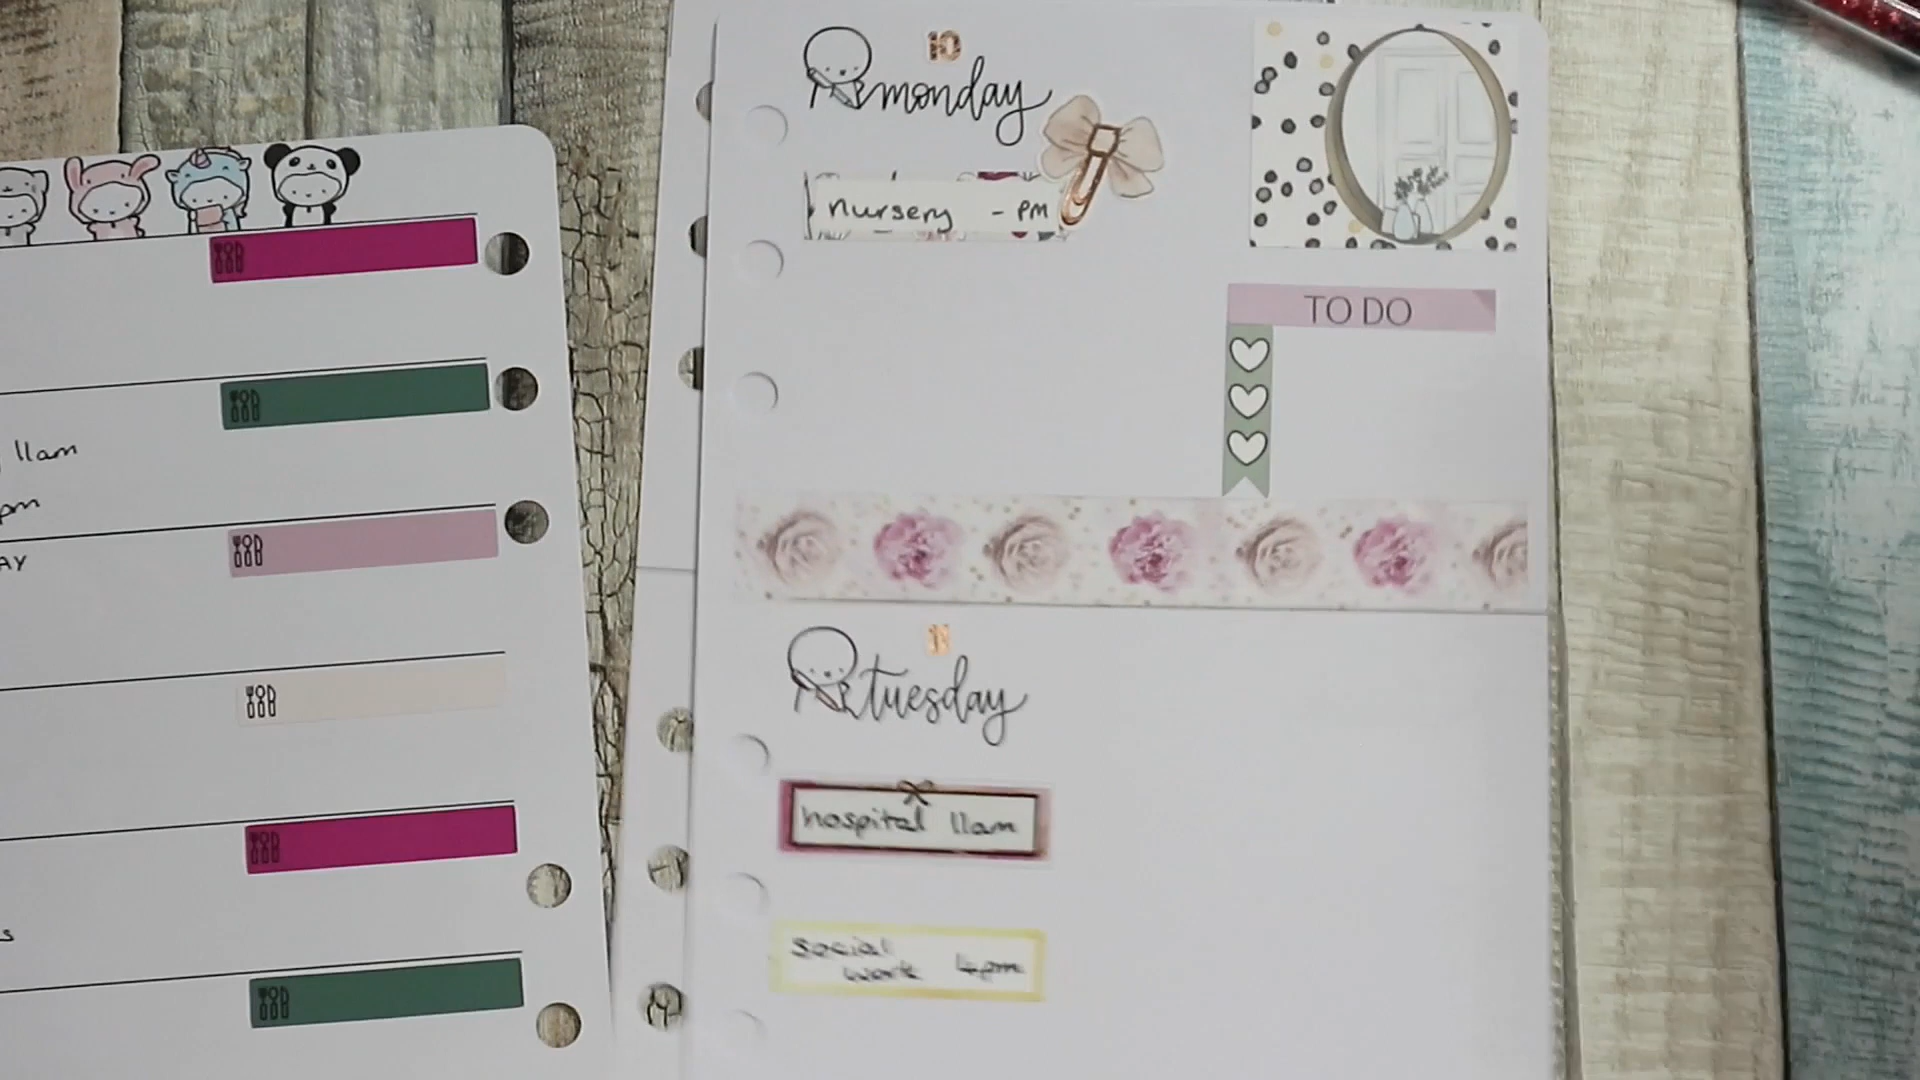 11am
pm
AY
s
10
monday
nursery - PM
TO DO
11
tuesday
hospital 11am
social
work 4pm